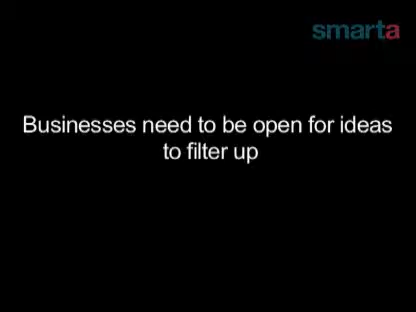 smarta
Businesses need to be open for ideas
to filter up